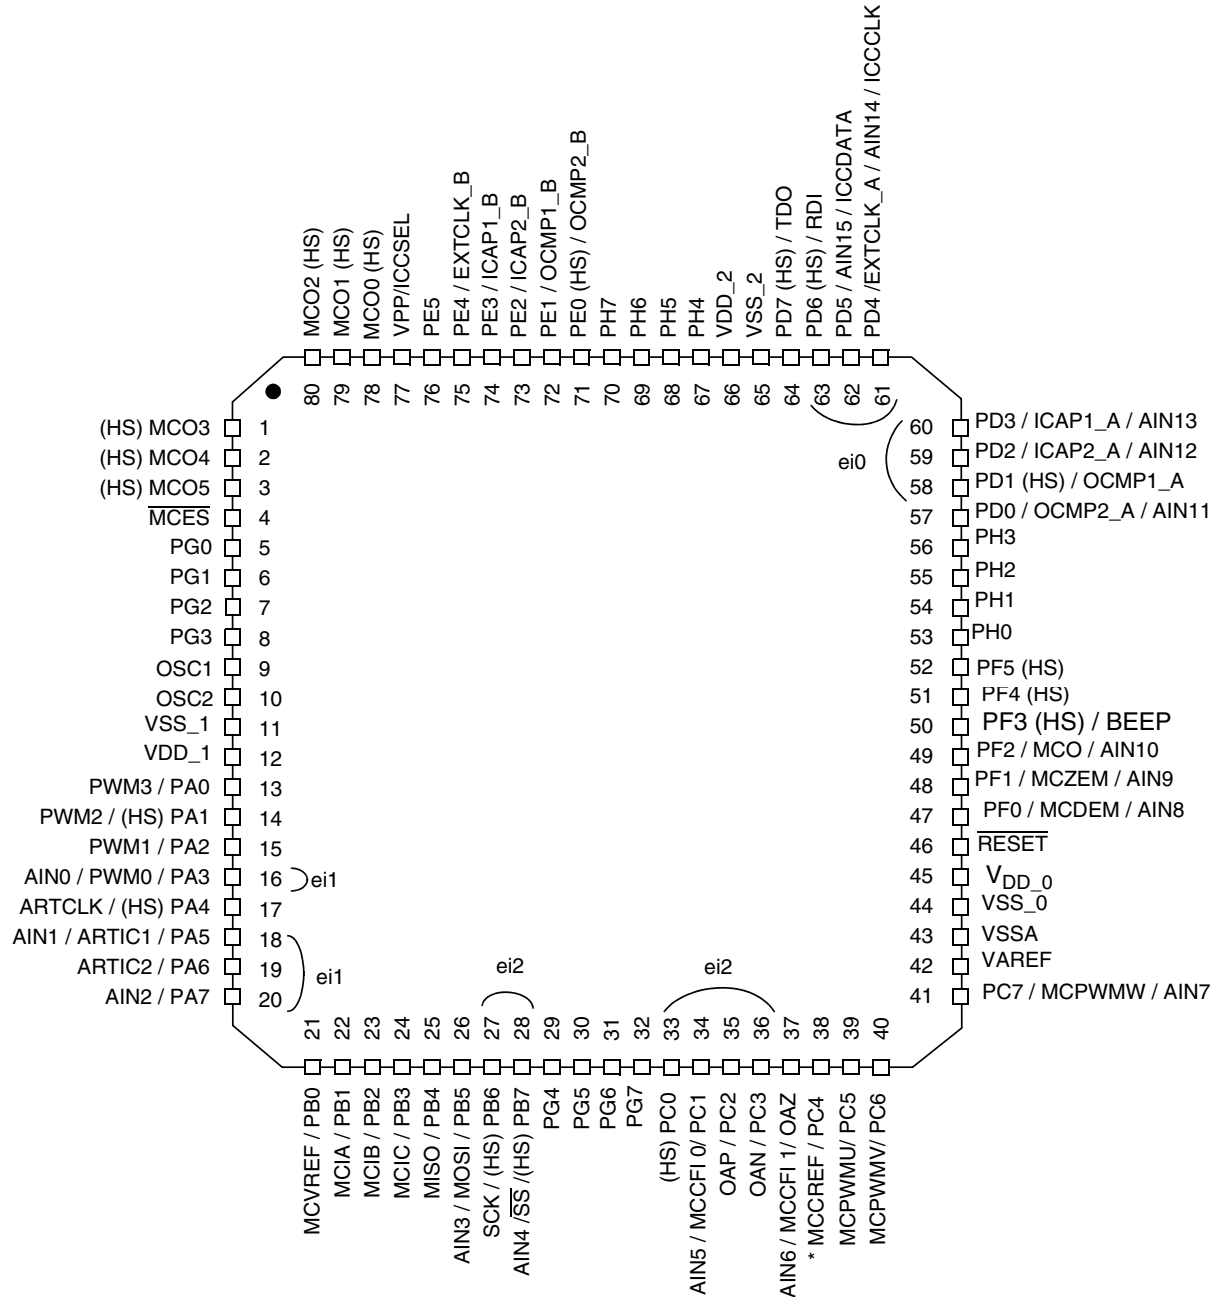 MCO2 (HS)
MCO1 (HS)
MCO0 (HS)
VPP/ICCSEL
PE5
PE4 / EXTCLK_B
PE3 / ICAP1_B
PE2 / ICAP2_B
PE1 / OCMP1_B
PE0 (HS) / OCMP2_B
PH7
PH6
PH5
PH4
VDD_2
VSS_2
PD7 (HS) / TDO
PD6 (HS) / RDI
PD5 / AIN15 / ICCDATA
PD4 /EXTCLK_A / AIN14 / ICCCLK
80
79
78
77
76
75
74
73
72
71
70
69
68
67
66
65
64
63
62
61
(HS) MCO3 1
(HS) MCO4 2
(HS) MCO5 3
MCES 4
PG0 5
PG1 6
PG2 7
PG3 8
OSC1 9
OSC2 10
VSS_1 11
VDD_1 12
PWM3 / PA0 13
PWM2 / (HS) PA1 14
PWM1 / PA2 15
AIN0 / PWM0 / PA3 16 ei1
ARTCLK / (HS) PA4 17
AIN1 / ARTIC1 / PA5 18
ARTIC2 / PA6 19
ei1
AIN2 / PA7 20
60 PD3 / ICAP1_A / AIN13
ei0
59 PD2 / ICAP2_A / AIN12
58 PD1 (HS) / OCMP1_A
57 PD0 / OCMP2_A / AIN11
56 PH3
55 PH2
54 PH1
53 PH0
52 PF5 (HS)
51 PF4 (HS)
50 PF3 (HS) / BEEP
49 PF2 / MCO / AIN10
48 PF1 / MCZEM / AIN9
47 PF0 / MCDEM / AIN8
46 RESET
45 VDD_0
44 VSS_0
43 VSSA
42 VAREF
41 PC7 / MCPWMW / AIN7
ei2
ei2
21
22
23
24
25
26
27
28
29
30
31
32
33
34
35
36
37
38
39
40
MCVREF / PB0
MCIA / PB1
MCIB / PB2
MCIC / PB3
MISO / PB4
AIN3 / MOSI / PB5
SCK / (HS) PB6
AIN4 /SS /(HS) PB7
PG4
PG5
PG6
PG7
(HS) PC0
AIN5 / MCCFI 0/ PC1
OAP / PC2
OAN / PC3
AIN6 / MCCFI 1/ OAZ
* MCCREF / PC4
MCPWMU/ PC5
MCPWMV/ PC6